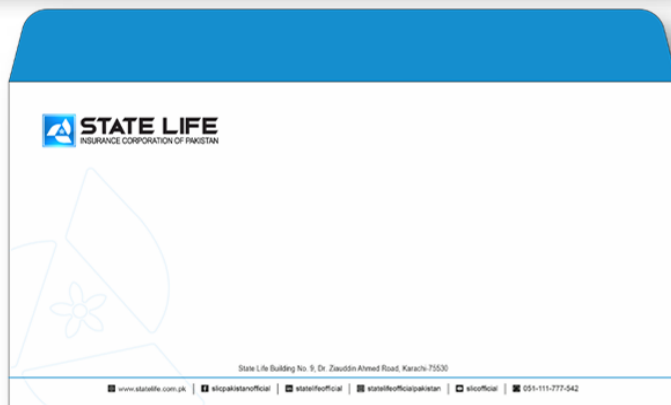 STATE LIFE
INSURANCE CORPORATION OF PAKISTAN
State Life Building No. 9, Dr. Ziauddin Ahmed Road, Karachi-75530
www.statelife.com.pk | slicpakistanofficial | statelifeofficial | statelifeofficialpakistan | slicofficial | 051-111-777-542